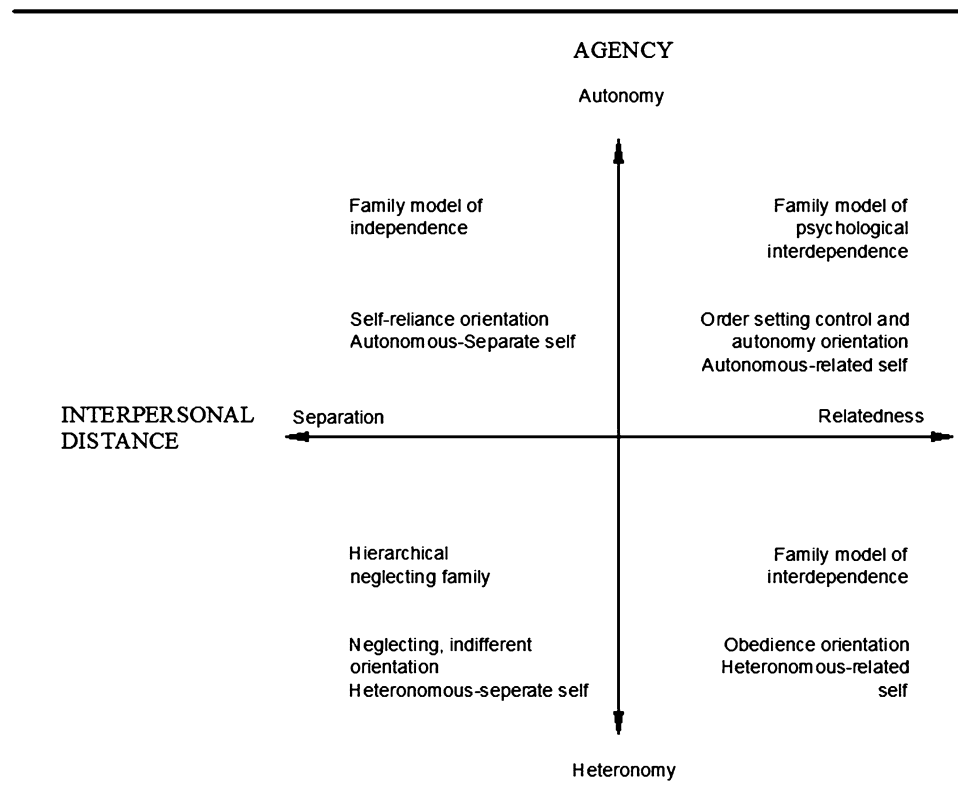 AGENCY
Autonomy
Family model of
independence
Family model of
psychological
interdependence
Self-reliance orientation
Autonomous-Separate self
Order setting control and
autonomy orientation
Autonomous-related self
INTERPERSONAL
DISTANCE
Separation
Relatedness
Hierarchical
neglecting family
Family model of
interdependence
Neglecting, indifferent
orientation
Heteronomous-seperate self
Obedience orientation
Heteronomous-related
self
Heteronomy